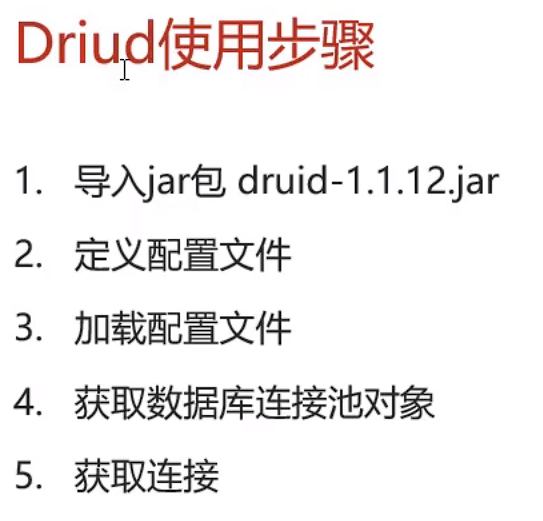 Driud使用步骤
1. 导入jar包 druid-1.1.12.jar
2. 定义配置文件
3. 加载配置文件
4. 获取数据库连接池对象
5. 获取连接